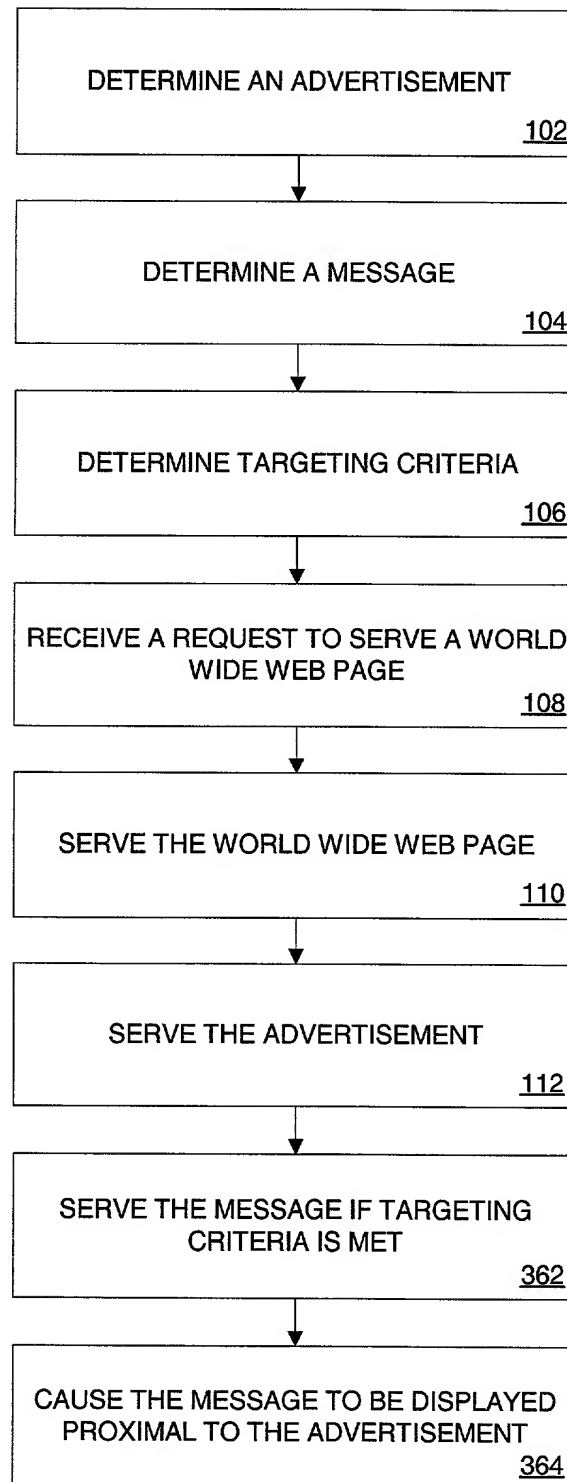 DETERMINE AN ADVERTISEMENT
102
DETERMINE A MESSAGE
104
DETERMINE TARGETING CRITERIA
106
RECEIVE A REQUEST TO SERVE A WORLD
WIDE WEB PAGE
108
SERVE THE WORLD WIDE WEB PAGE
110
SERVE THE ADVERTISEMENT
112
SERVE THE MESSAGE IF TARGETING
CRITERIA IS MET
362
CAUSE THE MESSAGE TO BE DISPLAYED
PROXIMAL TO THE ADVERTISEMENT
364